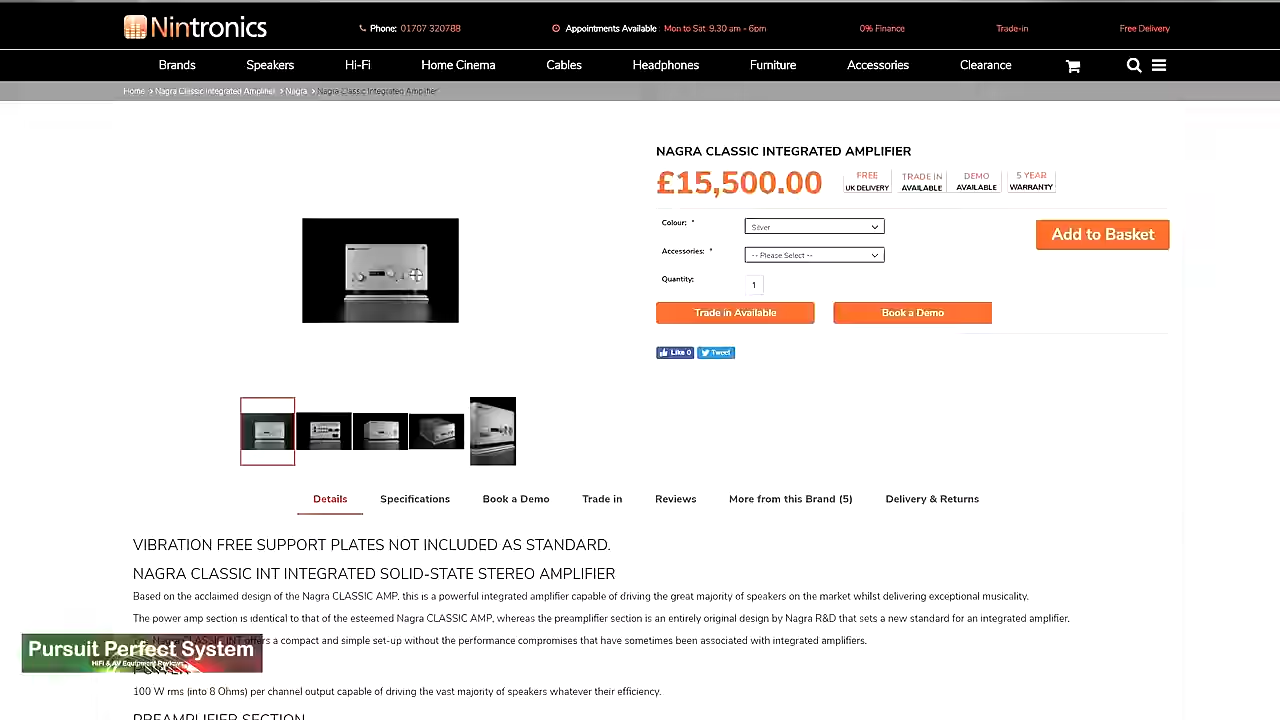 Nintronics
Phone: 01707 320788
Appointments Available : Mon to Sat 9.30 am - 6pm
0% Finance
Trade-in
Free Delivery
Brands
Speakers
Hi-Fi
Home Cinema
Cables
Headphones
Furniture
Accessories
Clearance
Home > Nagra Classic Integrated Amplifier > Nagra > Nagra Classic Integrated Amplifier
NAGRA CLASSIC INTEGRATED AMPLIFIER
£15,500.00
FREE
UK DELIVERY
TRADE IN
AVAILABLE
DEMO
AVAILABLE
5 YEAR
WARRANTY
Colour: *
Silver
Add to Basket
Accessories: *
-- Please Select --
Quantity:
1
Trade in Available
Book a Demo
Like 0
Tweet
Details
Specifications
Book a Demo
Trade in
Reviews
More from this Brand (5)
Delivery & Returns
VIBRATION FREE SUPPORT PLATES NOT INCLUDED AS STANDARD.
NAGRA CLASSIC INT INTEGRATED SOLID-STATE STEREO AMPLIFIER
Based on the acclaimed design of the Nagra CLASSIC AMP, this is a powerful integrated amplifier capable of driving the great majority of speakers on the market whilst delivering exceptional musicality.
The power amp section is identical to that of the esteemed Nagra CLASSIC AMP, whereas the preamplifier section is an entirely original design by Nagra R&D that sets a new standard for an integrated amplifier.
Nagra CLASSIC INT offers a compact and simple set-up without the performance compromises that have sometimes been associated with integrated amplifiers.
Pursuit Perfect System
HiFi & AV Equipment Reviews
100 W rms (into 8 Ohms) per channel output capable of driving the vast majority of speakers whatever their efficiency.
PREAMPLIFIER SECTION